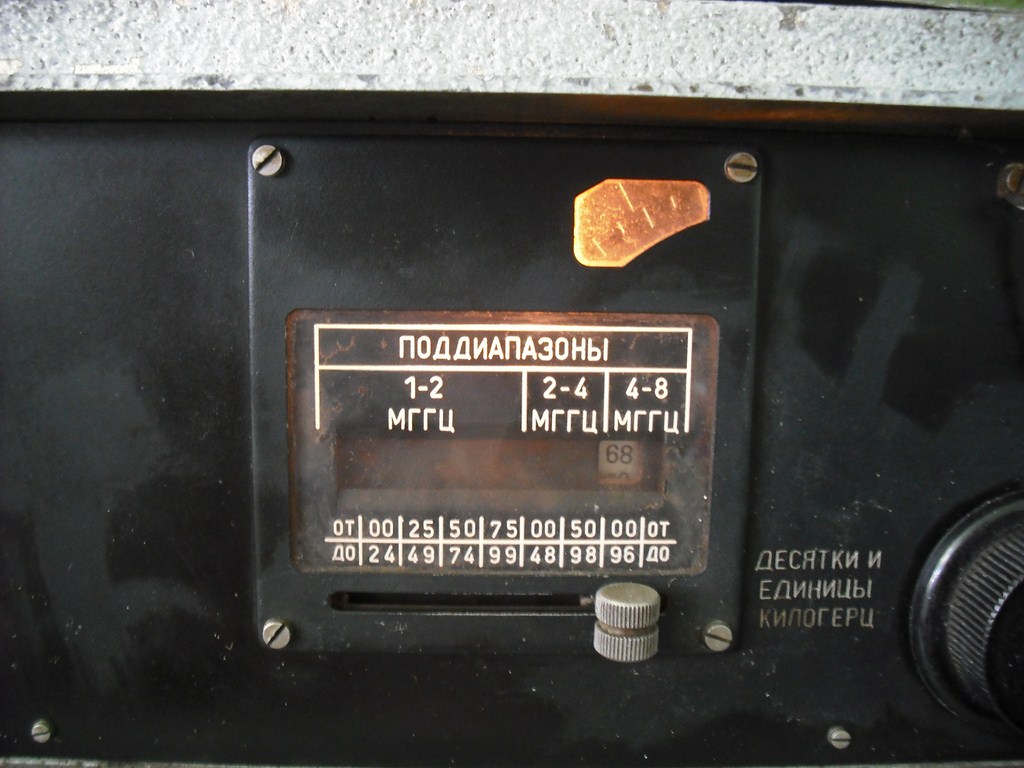 ПОДДИАПАЗОНЫ
1-2 2-4 4-8
МГГЦ МГГЦ МГГЦ
68
ОТ 00 25 50 75 00 50 00 ОТ
ДО 24 49 74 99 48 98 96 ДО
ДЕСЯТКИ И
ЕДИНИЦЫ
КИЛОГЕРЦ